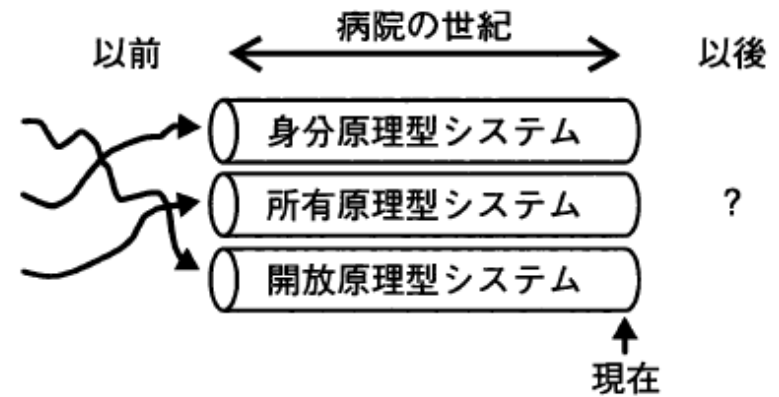 病院の世紀
以前
以後
身分原理型システム
所有原理型システム
?
開放原理型システム
現在